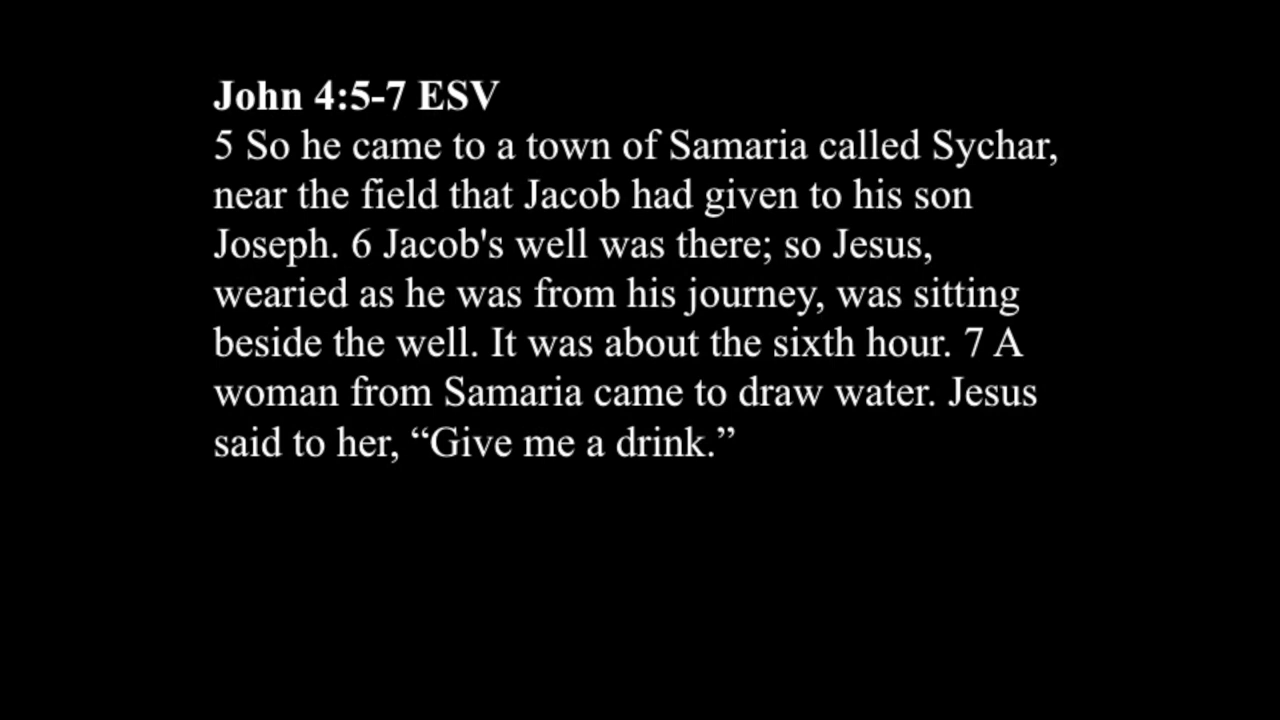 John 4:5-7 ESV
5 So he came to a town of Samaria called Sychar,
near the field that Jacob had given to his son
Joseph. 6 Jacob's well was there; so Jesus,
wearied as he was from his journey, was sitting
beside the well. It was about the sixth hour. 7 A
woman from Samaria came to draw water. Jesus
said to her, “Give me a drink.”